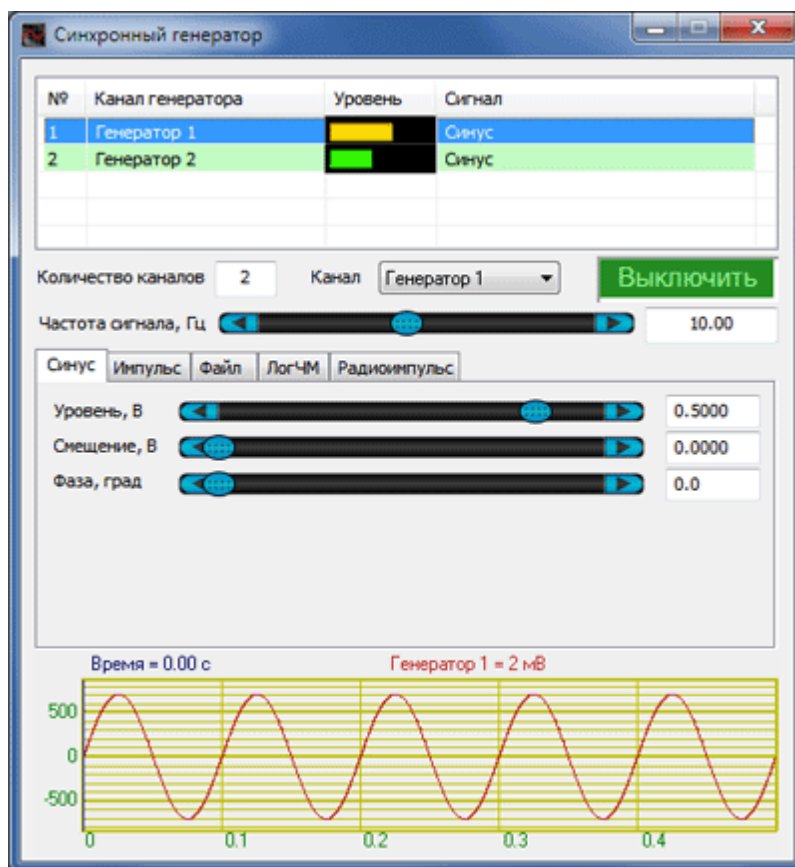 Синхронный генератор
№ Канал генератора Уровень Сигнал
1 Генератор 1 Синус
2 Генератор 2 Синус
Количество каналов 2 Канал Генератор 1 Выключить
Частота сигнала, Гц 10.00
Синус Импульс Файл ЛогЧМ Радиоимпульс
Уровень, В 0.5000
Смещение, В 0.0000
Фаза, град 0.0
Время = 0.00 с Генератор 1 = 2 мВ
500
0
-500
0 0.1 0.2 0.3 0.4